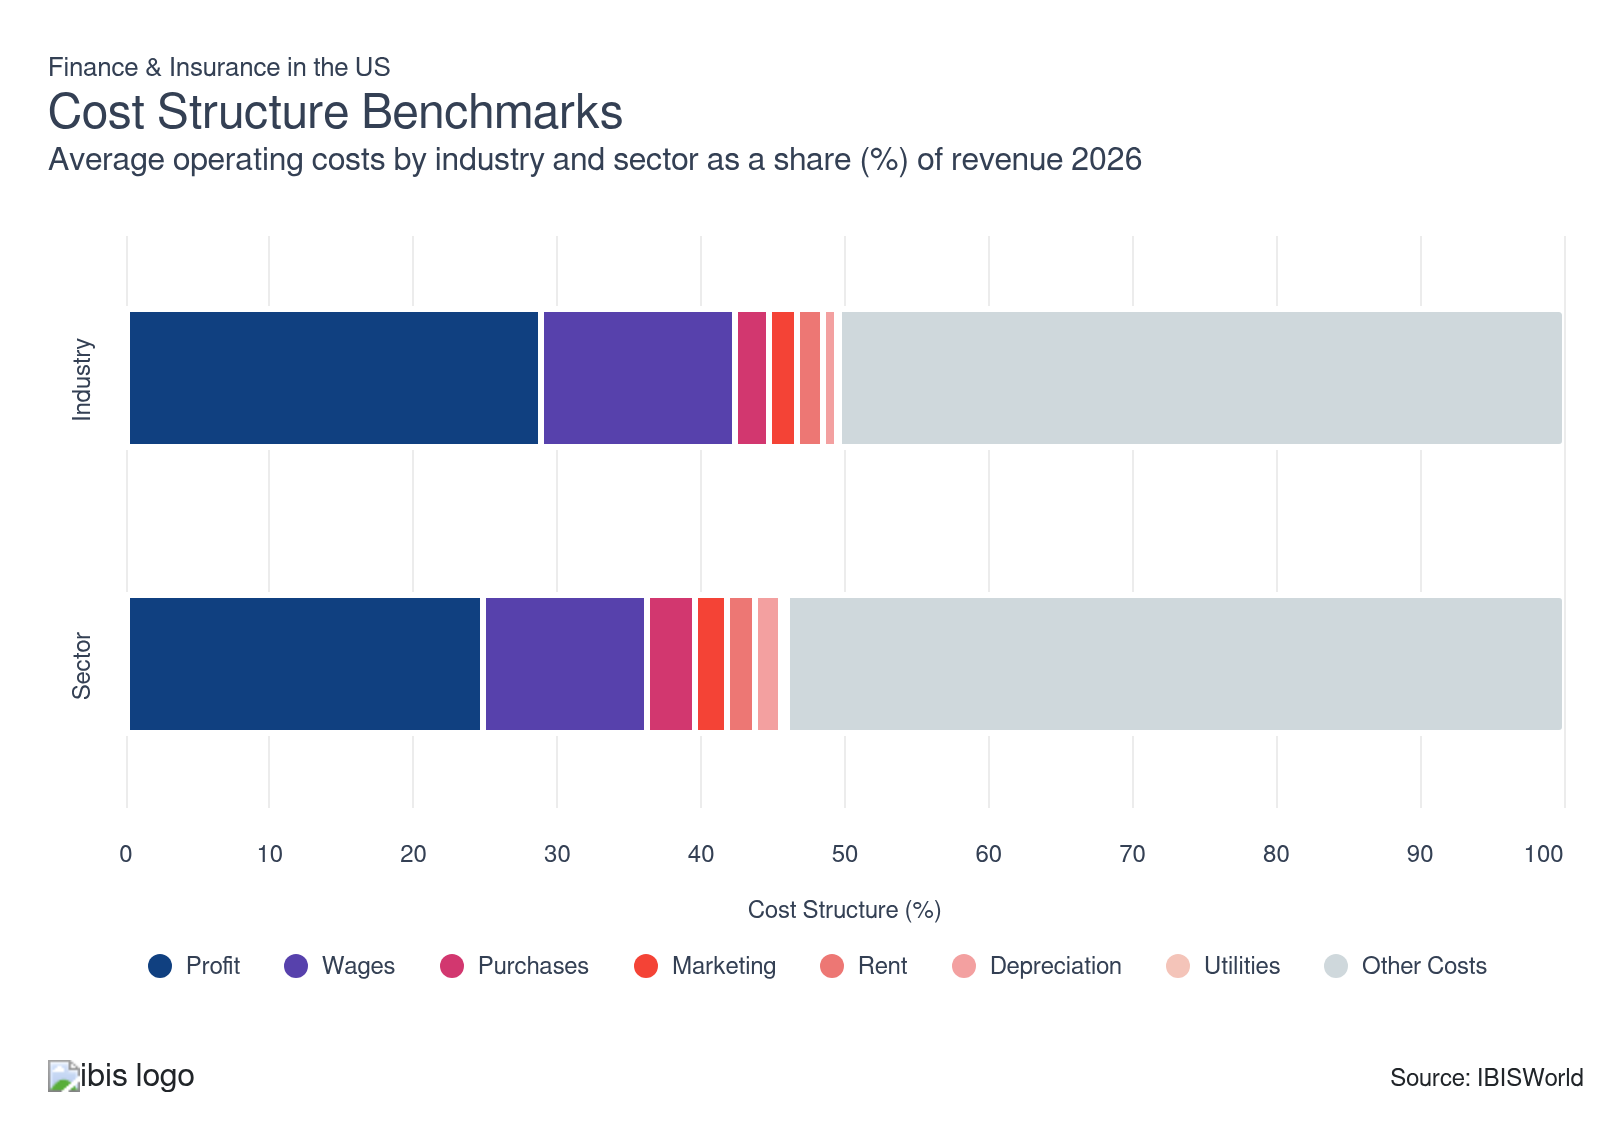 Finance & Insurance in the US
Cost Structure Benchmarks
Average operating costs by industry and sector as a share (%) of revenue 2026
Industry
Sector
0 10 20 30 40 50 60 70 80 90 100
Cost Structure (%)
Profit Wages Purchases Marketing Rent Depreciation Utilities Other Costs
ibis logo
Source: IBISWorld